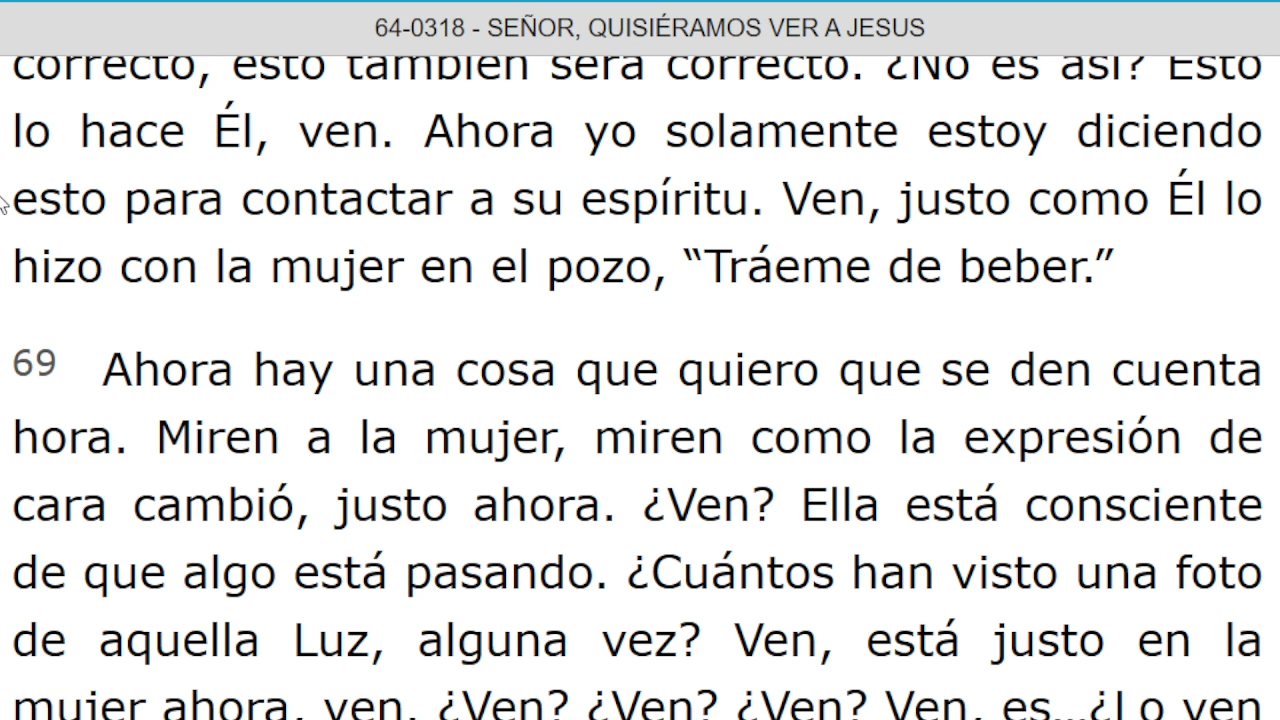 64-0318 - SEÑOR, QUISIÉRAMOS VER A JESUS
correcto, esto también será correcto. ¿No es así? Esto
lo hace Él, ven. Ahora yo solamente estoy diciendo
esto para contactar a su espíritu. Ven, justo como Él lo
hizo con la mujer en el pozo, “Tráeme de beber.”
69 Ahora hay una cosa que quiero que se den cuenta
hora. Miren a la mujer, miren como la expresión de
cara cambió, justo ahora. ¿Ven? Ella está consciente
de que algo está pasando. ¿Cuántos han visto una foto
de aquella Luz, alguna vez? Ven, está justo en la
mujer ahora, ven. ¿Ven? ¿Ven? ¿Ven? Ven, es...¿Lo ven